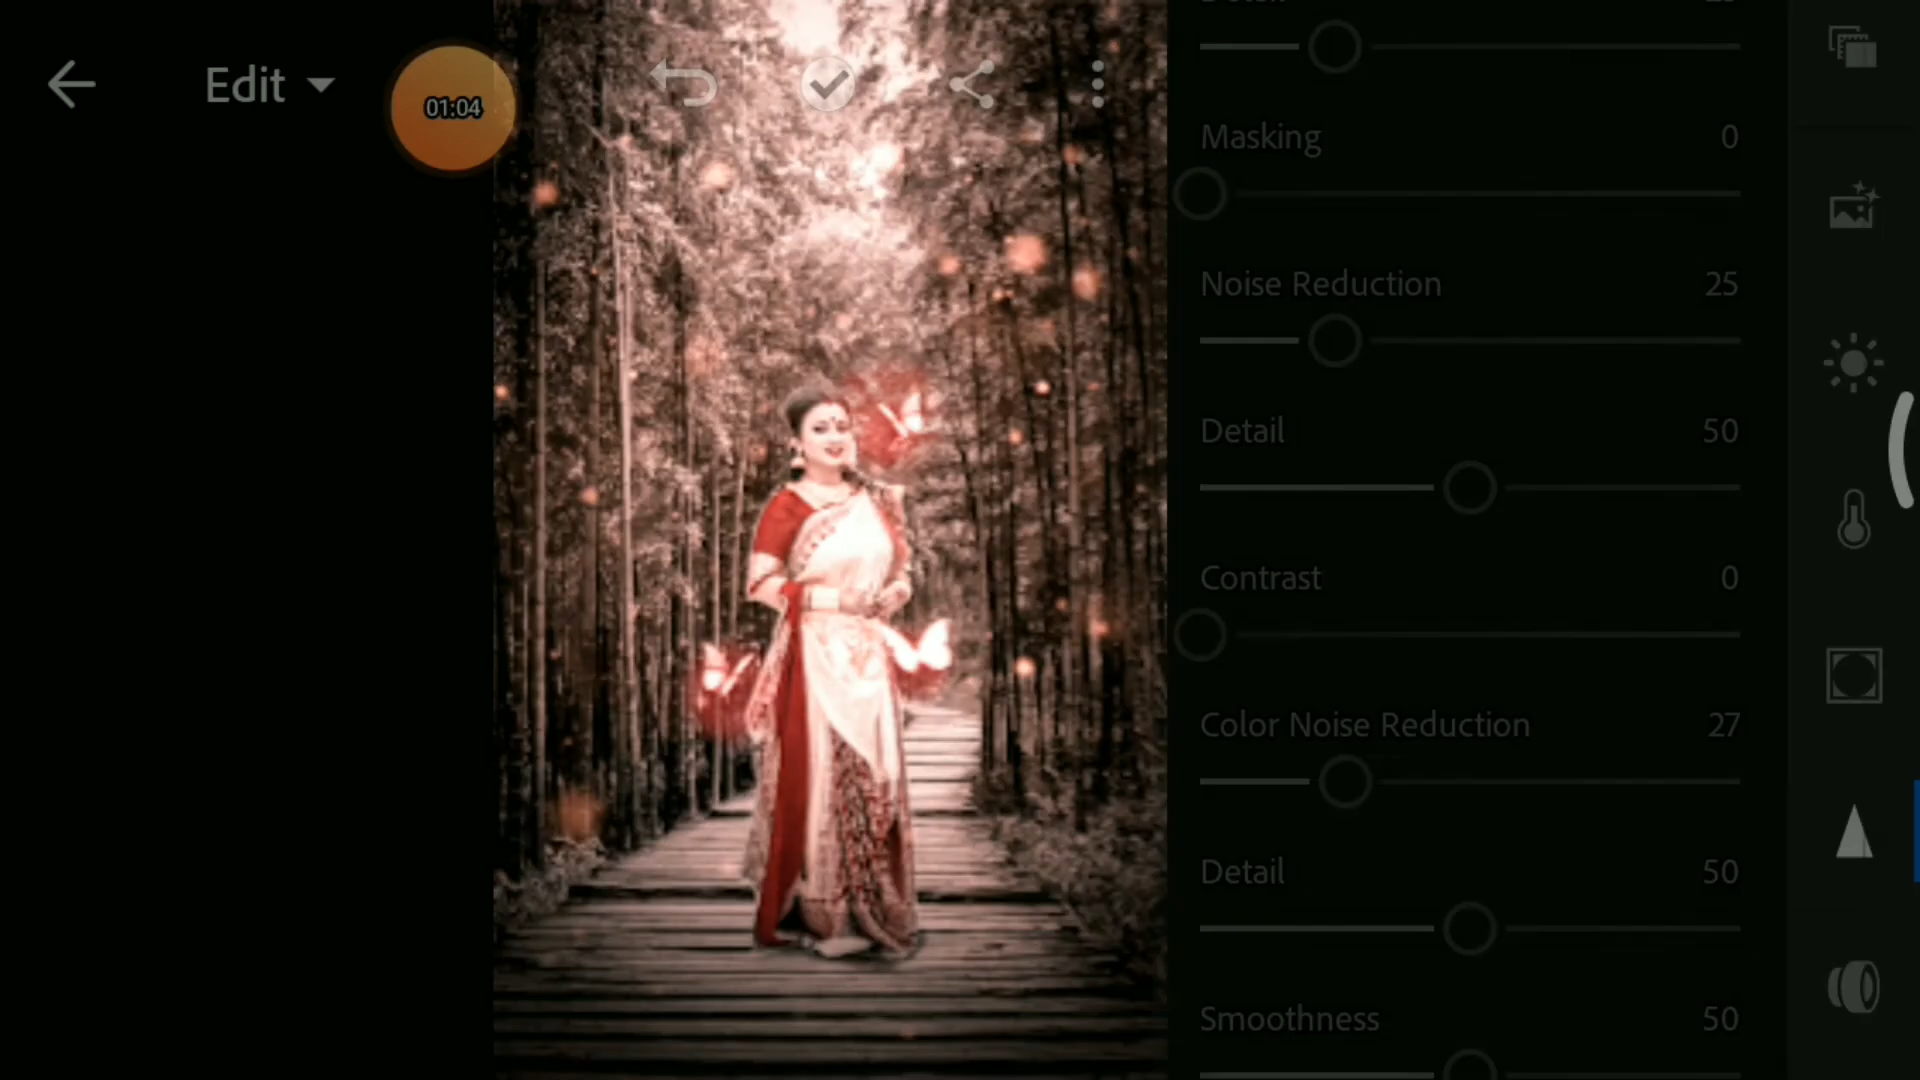 Edit
01:04
Masking 0
Noise Reduction 25
Detail 50
Contrast 0
Color Noise Reduction 27
Detail 50
Smoothness 50